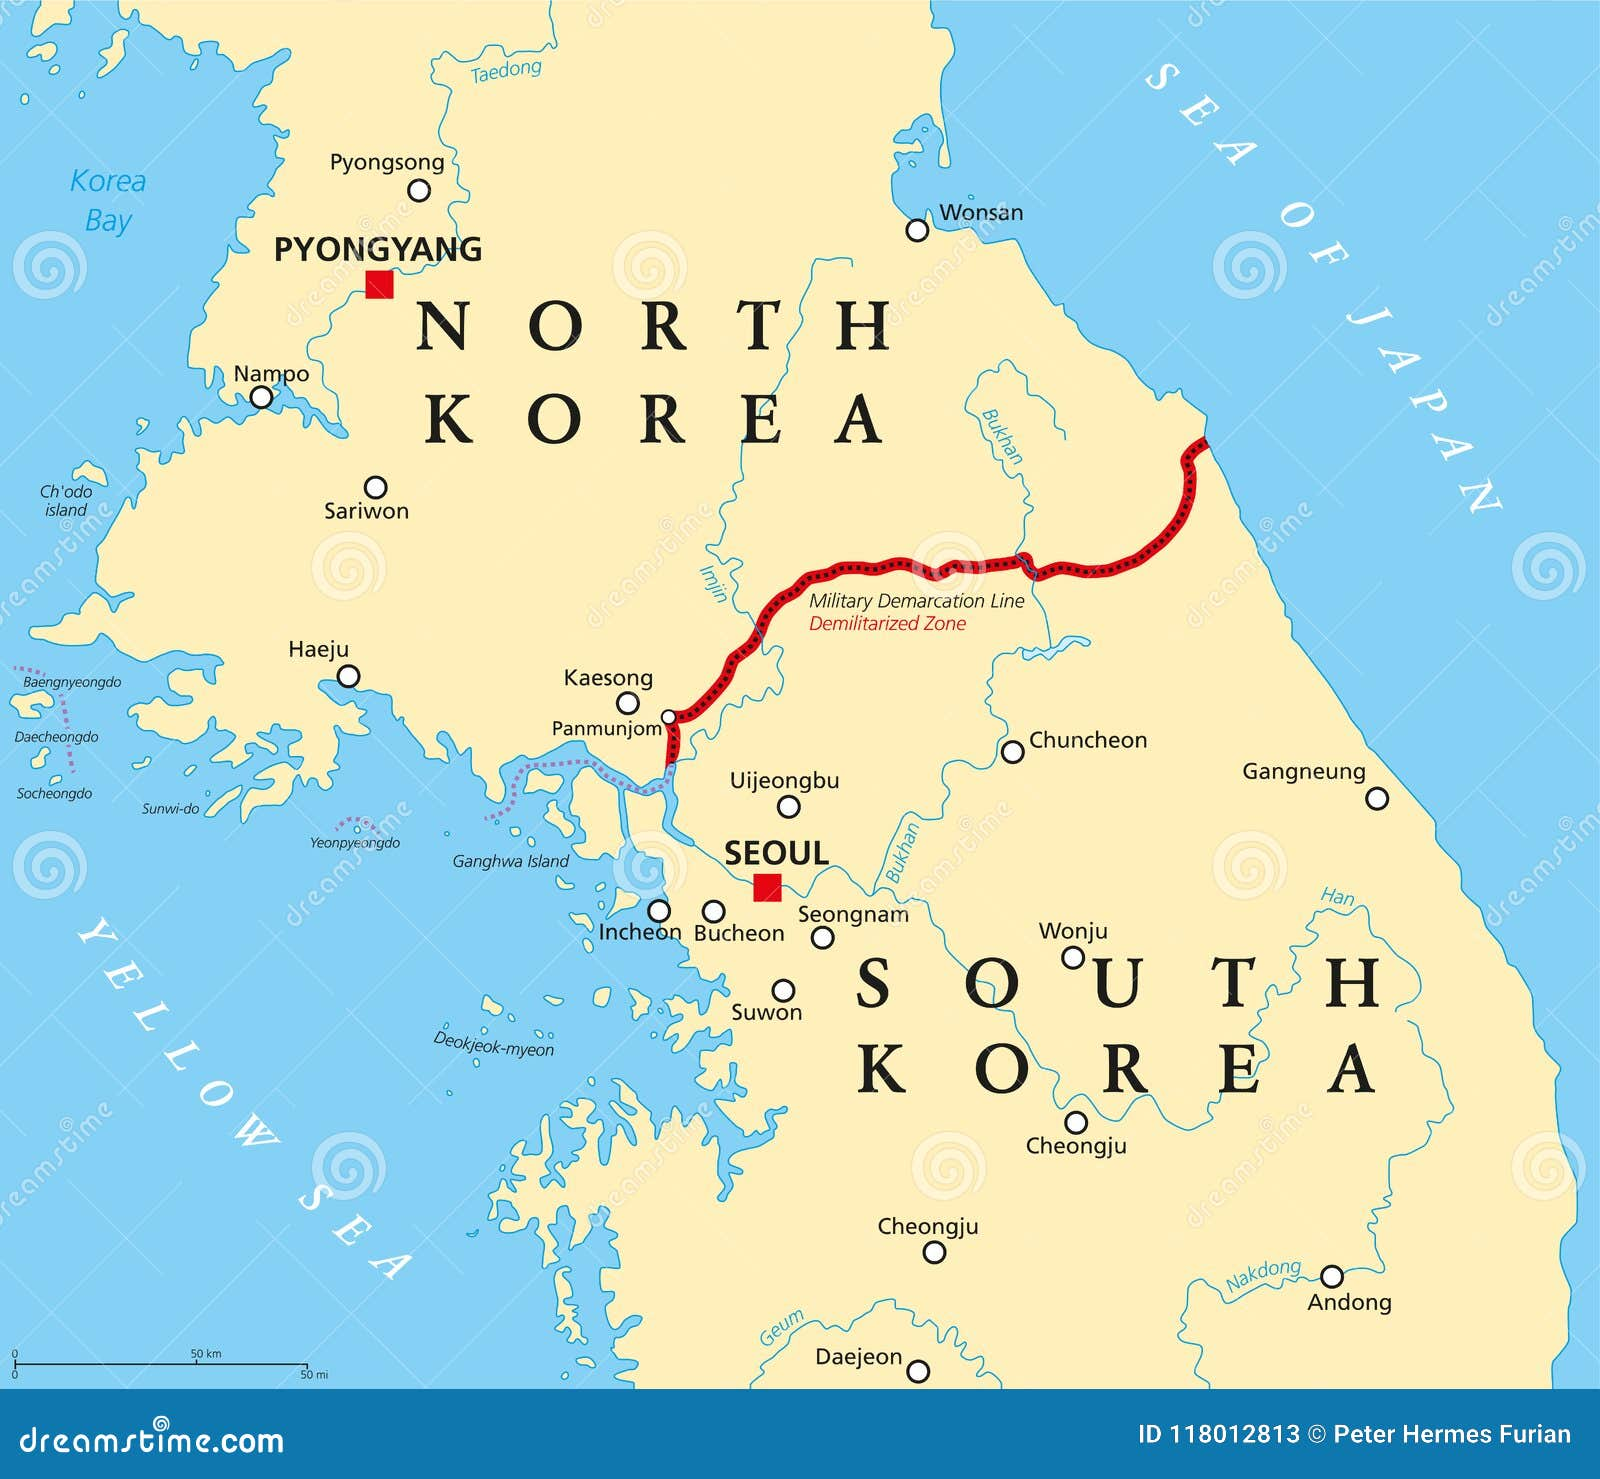 Taedong
Korea
Bay
Pyongsong
PYONGYANG
Wonsan
SEA OF JAPAN
NORTH
KOREA
Nampo
Bukhan
Ch'odo
island
Sariwon
Imjin
Military Demarcation Line
Demilitarized Zone
Haeju
Kaesong
Panmunjom
Baengnyeongdo
Daecheongdo
Socheongdo
Sunwi-do
Yeonpyeongdo
Ganghwa Island
Chuncheon
Gangneung
Uijeongbu
SEOUL
Bukhan
Han
Incheon
Bucheon
Seongnam
Wonju
YELLOW SEA
Suwon
SOUTH
KOREA
Deokjeok-myeon
Cheongju
Cheongju
Nakdong
Andong
Geum
Daejeon
0 50 km
0 50 mi
dreamstime.com
ID 118012813 © Peter Hermes Furian